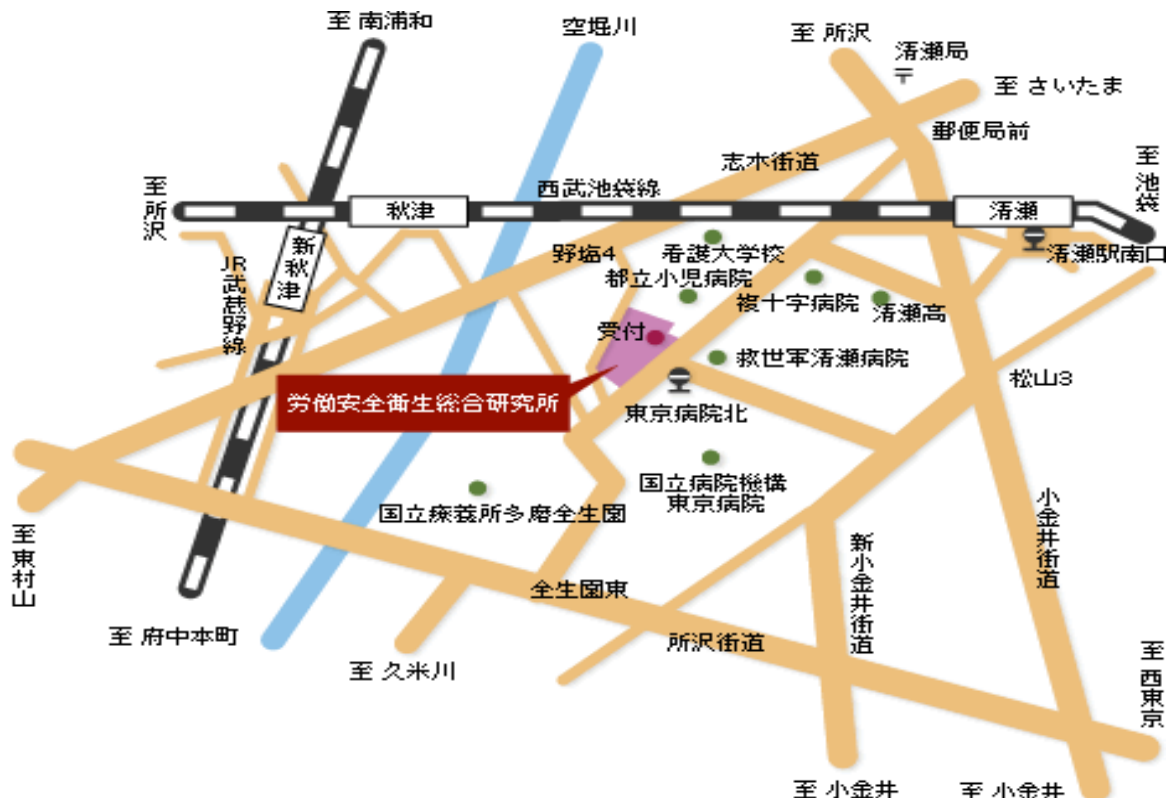 至 南浦和
空堀川
至 所沢
清瀬局
〒
至 さいたま
郵便局前
志木街道
至 池袋
至 所沢
西武池袋線
秋津
清瀬
新秋津
JR武蔵野線
野塩4
看護大学校
清瀬駅南口
都立小児病院
複十字病院
清瀬高
受付
救世軍清瀬病院
松山3
労働安全衛生総合研究所
東京病院北
国立病院機構
東京病院
国立療養所多磨全生園
小金井街道
至 東村山
新小金井街道
全生園東
至 府中本町
所沢街道
至 久米川
至 西東京
至 小金井
至 小金井